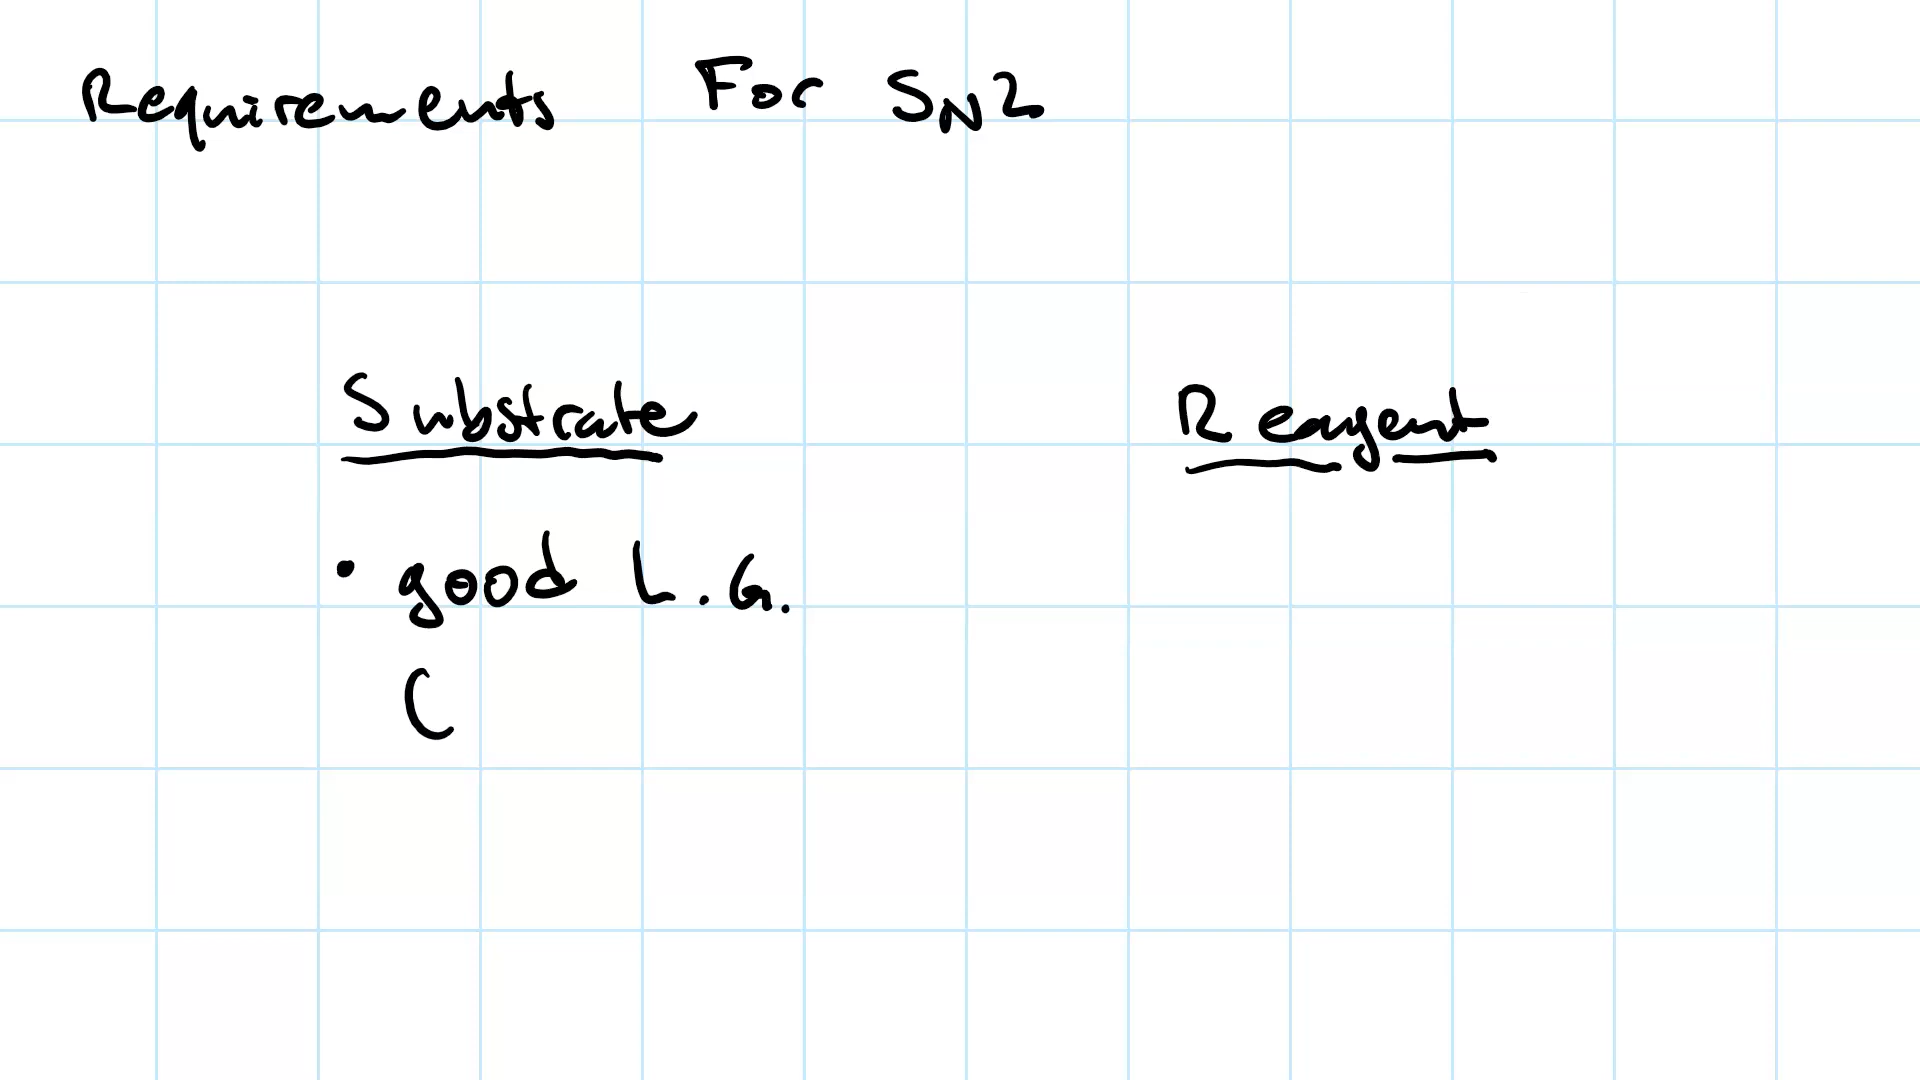 Requirements For SN2
Substrate
Reagent
• good L.G.
(